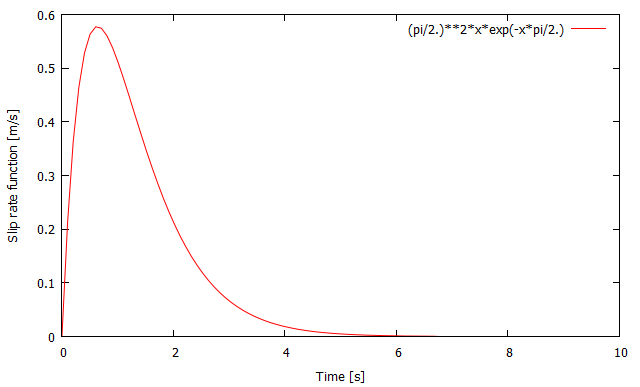 0.6
(pi/2.)**2*x*exp(-x*pi/2.)
0.5
0.4
0.3
0.2
0.1
0
Slip rate function [m/s]
0 2 4 6 8 10
Time [s]